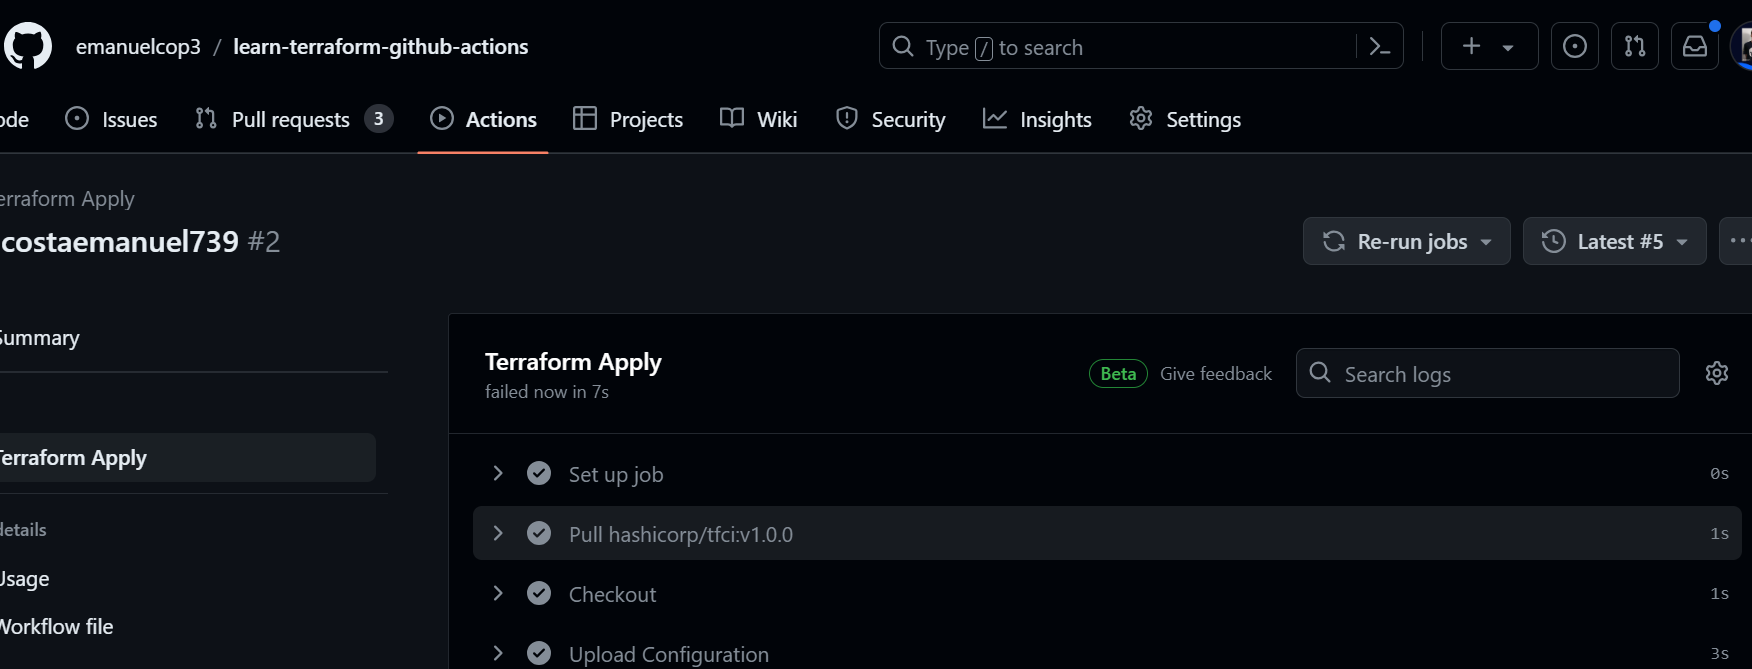 emanuelcop3 / learn-terraform-github-actions
Type / to search
ode
Issues
Pull requests 3
Actions
Projects
Wiki
Security
Insights
Settings
erraform Apply
costaemanuel739 #2
Re-run jobs
Latest #5
Summary
Terraform Apply
details
Usage
Workflow file
Terraform Apply
failed now in 7s
Beta
Give feedback
Search logs
Set up job 0s
Pull hashicorp/tfci:v1.0.0 1s
Checkout 1s
Upload Configuration 3s